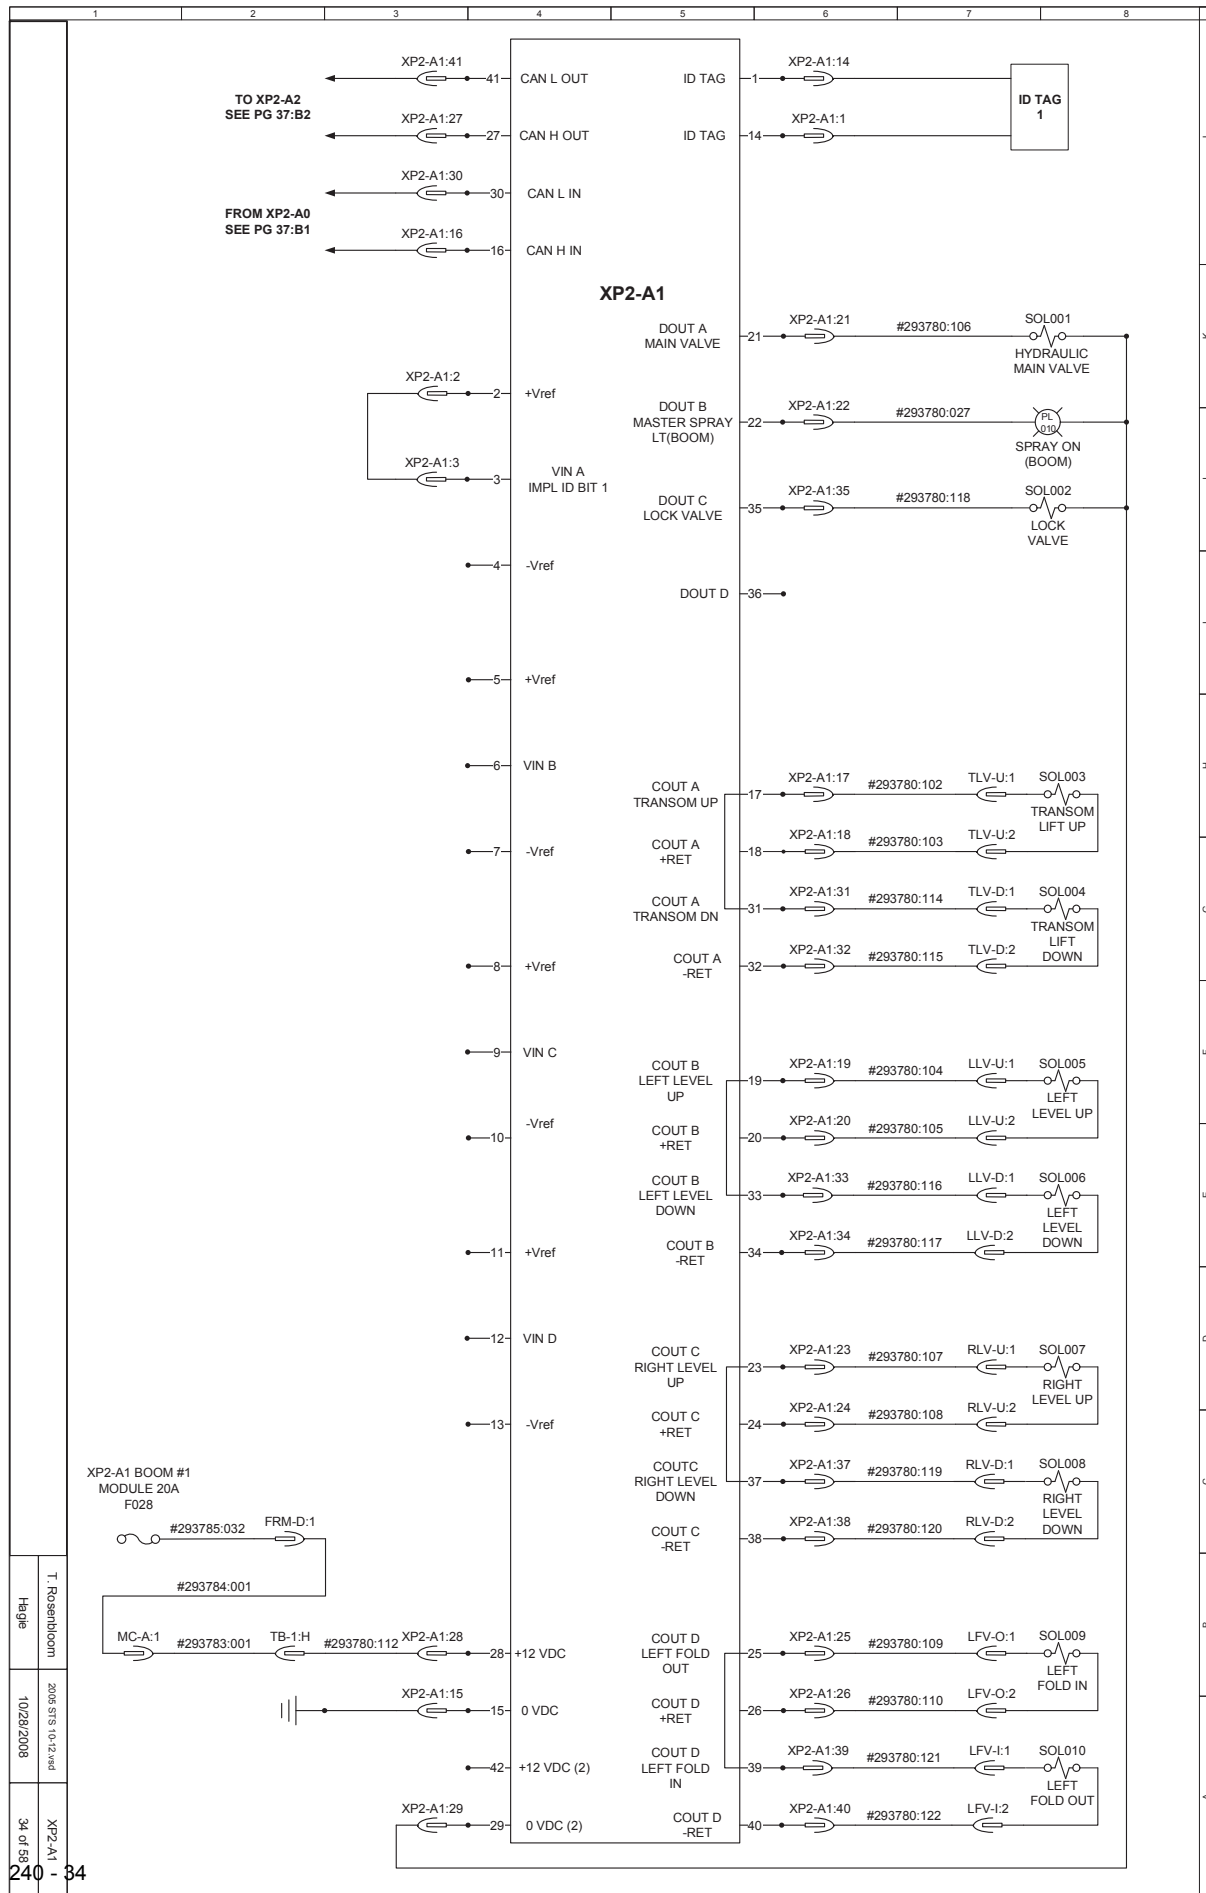 1 2 3 4 5 6 7 8
XP2-A1:41
41
CAN L OUT
TO XP2-A2
SEE PG 37:B2
XP2-A1:27
27
CAN H OUT
XP2-A1:30
30
CAN L IN
FROM XP2-A0
SEE PG 37:B1
XP2-A1:16
16
CAN H IN
ID TAG
1
XP2-A1:14
ID TAG
14
XP2-A1:1
ID TAG
1
XP2-A1
XP2-A1:2
2
+Vref
XP2-A1:3
3
VIN A
IMPL ID BIT 1
4
-Vref
5
+Vref
6
VIN B
7
-Vref
8
+Vref
9
VIN C
-Vref
10
11
+Vref
12
VIN D
13
-Vref
DOUT A
MAIN VALVE
21
XP2-A1:21
#293780:106
SOL001
HYDRAULIC
MAIN VALVE
DOUT B
MASTER SPRAY
LT(BOOM)
22
XP2-A1:22
#293780:027
PL
010
SPRAY ON
(BOOM)
DOUT C
LOCK VALVE
35
XP2-A1:35
#293780:118
SOL002
LOCK
VALVE
DOUT D
36
COUT A
TRANSOM UP
17
XP2-A1:17
#293780:102
TLV-U:1
SOL003
TRANSOM
LIFT UP
COUT A
+RET
18
XP2-A1:18
#293780:103
TLV-U:2
COUT A
TRANSOM DN
31
XP2-A1:31
#293780:114
TLV-D:1
SOL004
TRANSOM
LIFT
DOWN
COUT A
-RET
32
XP2-A1:32
#293780:115
TLV-D:2
COUT B
LEFT LEVEL
UP
19
XP2-A1:19
#293780:104
LLV-U:1
SOL005
LEFT
LEVEL UP
COUT B
+RET
20
XP2-A1:20
#293780:105
LLV-U:2
COUT B
LEFT LEVEL
DOWN
33
XP2-A1:33
#293780:116
LLV-D:1
SOL006
LEFT
LEVEL
DOWN
COUT B
-RET
34
XP2-A1:34
#293780:117
LLV-D:2
COUT C
RIGHT LEVEL
UP
23
XP2-A1:23
#293780:107
RLV-U:1
SOL007
RIGHT
LEVEL UP
COUT C
+RET
24
XP2-A1:24
#293780:108
RLV-U:2
COUTC
RIGHT LEVEL
DOWN
37
XP2-A1:37
#293780:119
RLV-D:1
SOL008
RIGHT
LEVEL
DOWN
COUT C
-RET
38
XP2-A1:38
#293780:120
RLV-D:2
XP2-A1 BOOM #1
MODULE 20A
F028
#293785:032
FRM-D:1
#293784:001
MC-A:1
#293783:001
TB-1:H
#293780:112
XP2-A1:28
28
+12 VDC
XP2-A1:15
15
0 VDC
42
+12 VDC (2)
XP2-A1:29
29
0 VDC (2)
COUT D
LEFT FOLD
OUT
25
XP2-A1:25
#293780:109
LFV-O:1
SOL009
LEFT
FOLD IN
COUT D
+RET
26
XP2-A1:26
#293780:110
LFV-O:2
COUT D
LEFT FOLD
IN
39
XP2-A1:39
#293780:121
LFV-I:1
SOL010
LEFT
FOLD OUT
COUT D
-RET
40
XP2-A1:40
#293780:122
LFV-I:2
T. Rosenbloom
Hagie
2005 STS 10-12.vsd
10/28/2008
XP2-A1
34 of 58
240 - 34